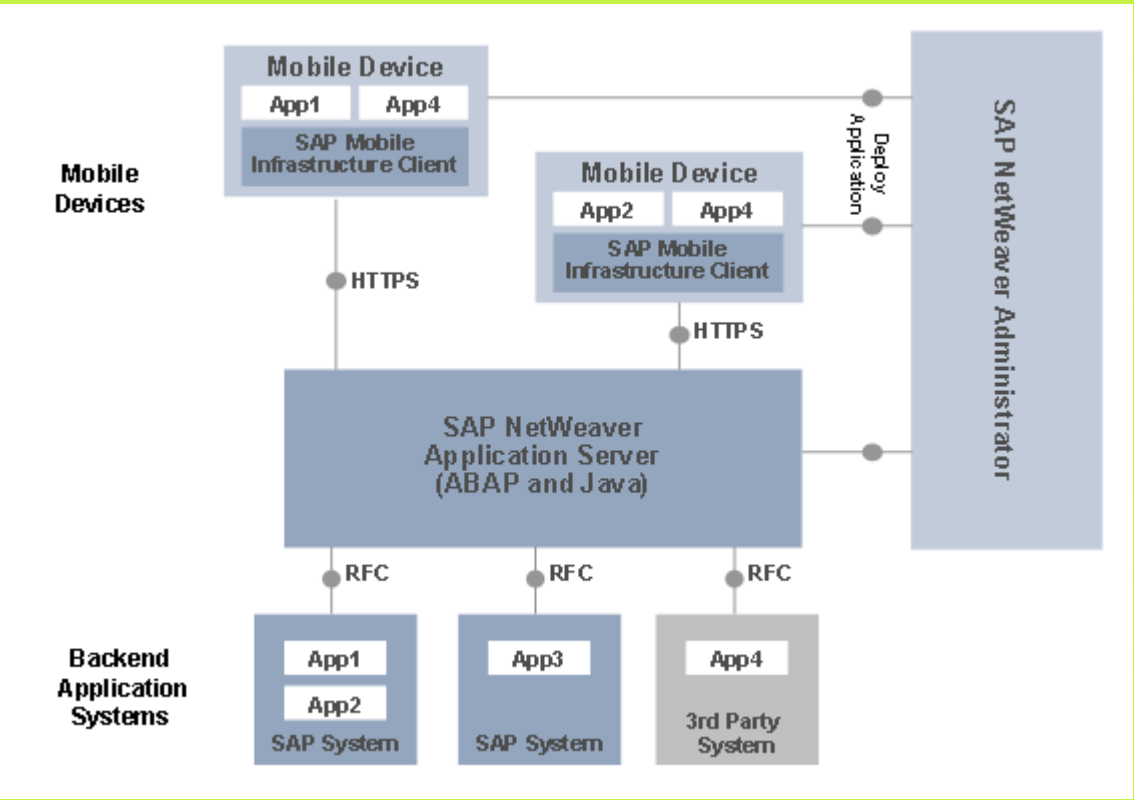 Mobile Device
App1
App4
SAP Mobile
Infrastructure Client
Mobile
Devices
Mobile Device
App2
App4
SAP Mobile
Infrastructure Client
Deploy
Application
SAP NetWeaver Administrator
HTTPS
HTTPS
SAP NetWeaver
Application Server
(ABAP and Java)
RFC
RFC
RFC
Backend
Application
Systems
App1
App2
SAP System
App3
SAP System
App4
3rd Party
System